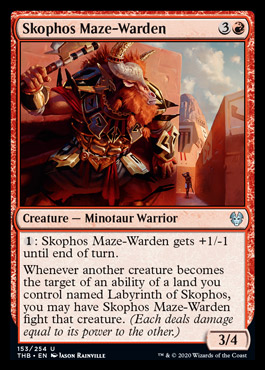 Skophos Maze-Warden 3
Creature — Minotaur Warrior
1: Skophos Maze-Warden gets +1/-1
until end of turn.
Whenever another creature becomes
the target of an ability of a land you
control named Labyrinth of Skophos,
you may have Skophos Maze-Warden
fight that creature. (Each deals damage
equal to its power to the other.)
3/4
153/254 U
THB • EN Jason Rainville ™ & © 2020 Wizards of the Coast